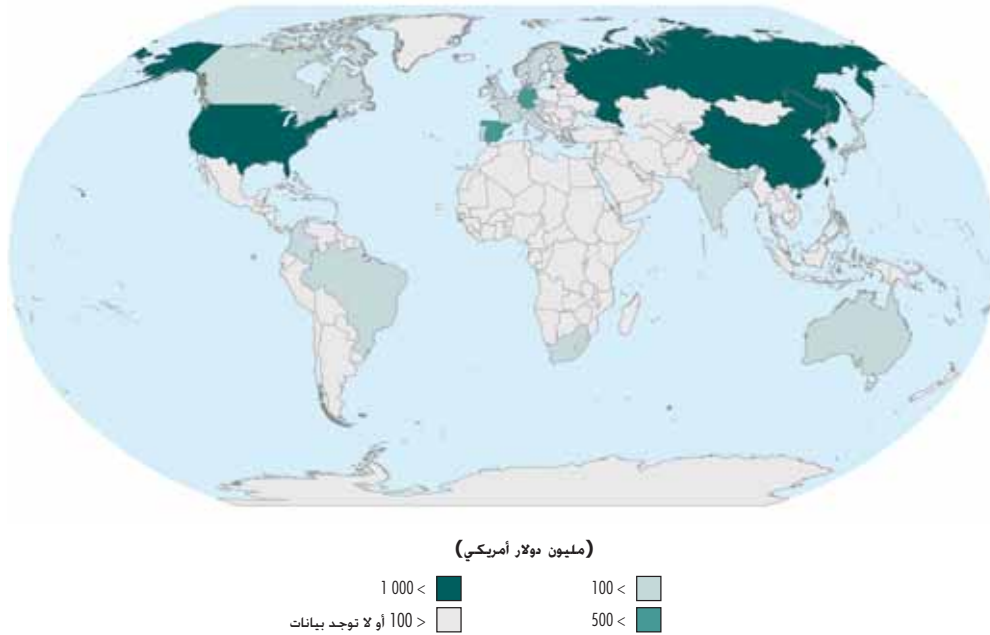 (مليون دولار أمريكي)
100 <
1 000 <
500 <
> 100 أو لا توجد بيانات